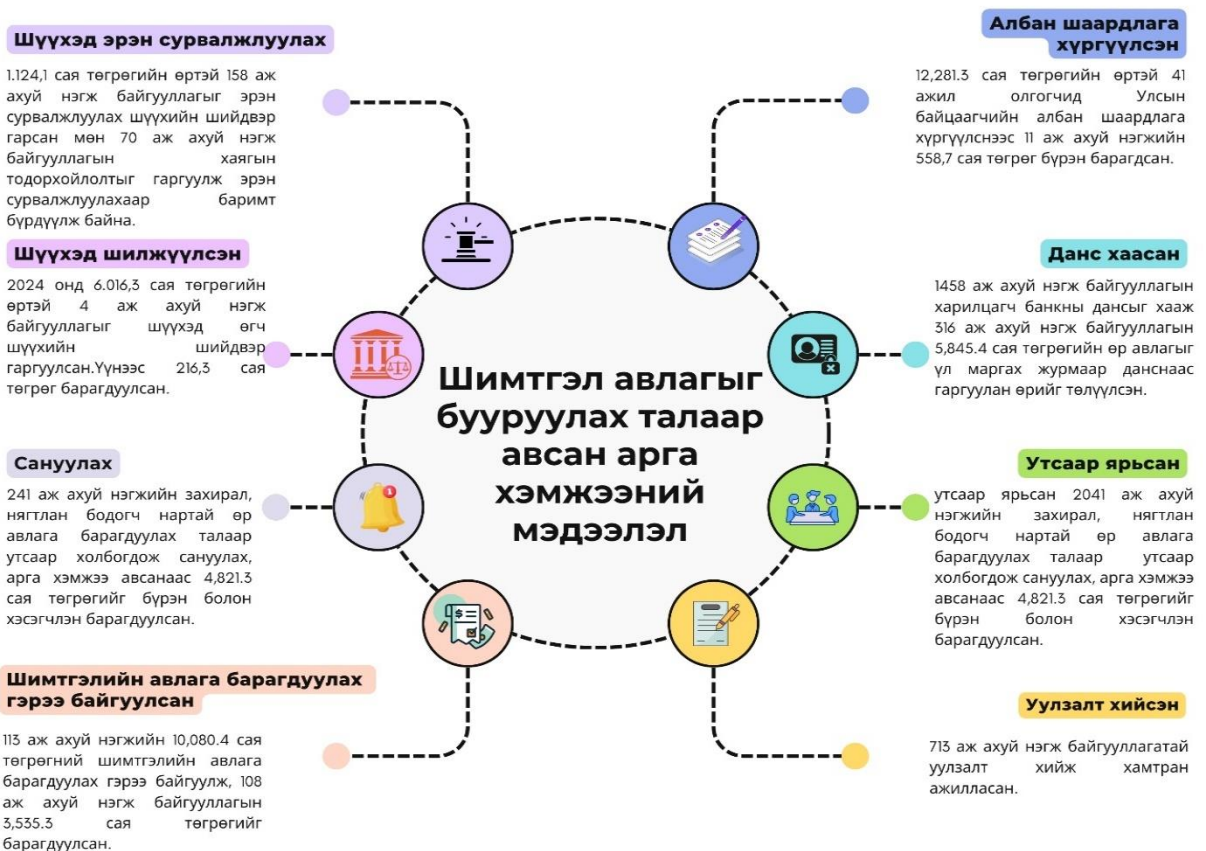 Шүүхэд эрэн сурвалжлуулах
1.124,1 сая төгрөгийн өртэй 158 аж
ахуй нэгж байгууллагыг эрэн
сурвалжлуулах шүүхийн шийдвэр
гарсан мөн 70 аж ахуй нэгж
байгууллагын хаягын
тодорхойлолтыг гаргуулж эрэн
сурвалжлуулахаар баримт
бүрдүүлж байна.
Шүүхэд шилжүүлсэн
2024 онд 6.016,3 сая төгрөгийн
өртэй 4 аж ахуй нэгж
байгууллагыг шүүхэд өгч
шүүхийн шийдвэр
гаргуулсан.Үүнээс 216,3 сая
төгрөг барагдуулсан.
Сануулах
241 аж ахуй нэгжийн захирал,
нягтлан бодогч нартай өр
авлага барагдуулах талаар
утсаар холбогдож сануулах,
арга хэмжээ авсанаас 4,821.3
сая төгрөгийг бүрэн болон
хэсэгчлэн барагдуулсан.
Шимтгэлийн авлага барагдуулах
гэрээ байгуулсан
113 аж ахуй нэгжийн 10,080.4 сая
төгрөгний шимтгэлийн авлага
барагдуулах гэрээ байгуулж, 108
аж ахуй нэгж байгууллагын
3,535.3 сая төгрөгийг
барагдуулсан.
Шимтгэл авлагыг
бууруулах талаар
авсан арга
хэмжээний
мэдээлэл
Албан шаардлага
хүргүүлсэн
12,281.3 сая төгрөгийн өртэй 41
ажил олгогчид Улсын
байцаагчийн албан шаардлага
хүргүүлснээс 11 аж ахуй нэгжийн
558,7 сая төгрөг бүрэн барагдсан.
Данс хаасан
1458 аж ахуй нэгж байгууллагын
харилцагч банкны дансыг хааж
316 аж ахуй нэгж байгууллагын
5,845.4 сая төгрөгийн өр авлагыг
үл маргах журмаар данснаас
гаргуулан өрийг төлүүлсэн.
Утсаар ярьсан
утсаар ярьсан 2041 аж ахуй
нэгжийн захирал, нягтлан
бодогч нартай өр авлага
барагдуулах талаар утсаар
холбогдож сануулах, арга хэмжээ
авсанаас 4,821.3 сая төгрөгийг
бүрэн болон хэсэгчлэн
барагдуулсан.
Уулзалт хийсэн
713 аж ахуй нэгж байгууллагатай
уулзалт хийж хамтран
ажилласан.